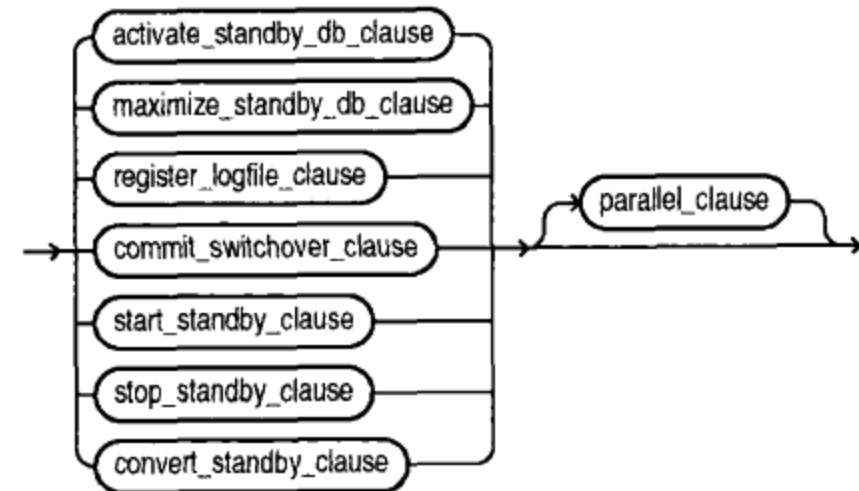 activate_standby_db_clause
maximize_standby_db_clause
register_logfile_clause
parallel_clause
commit_switchover_clause
start_standby_clause
stop_standby_clause
convert_standby_clause